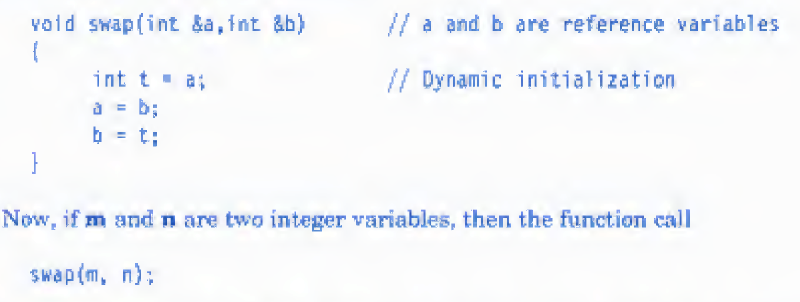 void swap(int &a,int &b)          // a and b are reference variables
{
      int t = a;                  // Dynamic initialization
      a = b;
      b = t;
}
Now, if m and n are two integer variables, then the function call
swap(m, n);